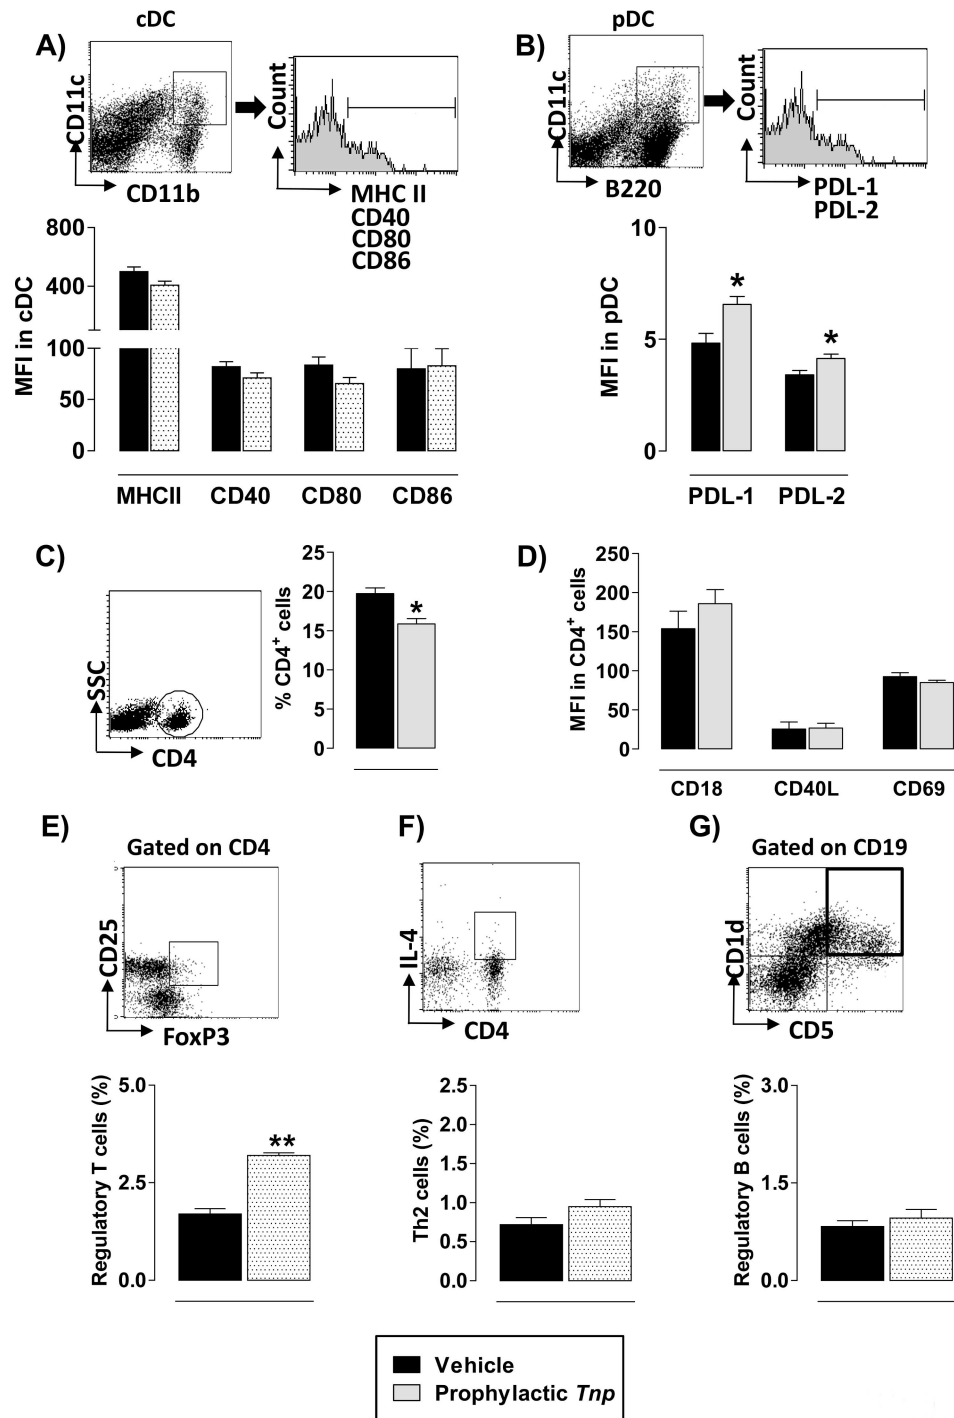 cDC
A)
CD11c
CD11b
Count
MHC II
CD40
CD80
CD86
pDC
B)
CD11c
B220
Count
PDL-1
PDL-2
MFI in cDC
800
400
100
50
0
MHCII CD40 CD80 CD86
MFI in pDC
10
5
0
* *
PDL-1 PDL-2
C)
SSC
CD4
% CD4+ cells
25
20
15
10
5
0
*
D)
MFI in CD4+ cells
250
200
150
100
50
0
CD18 CD40L CD69
E)
Gated on CD4
CD25
FoxP3
Regulatory T cells (%)
5.0
2.5
0.0
**
F)
IL-4
CD4
Th2 cells (%)
2.5
2.0
1.5
1.0
0.5
0.0
G)
Gated on CD19
CD1d
CD5
Regulatory B cells (%)
3.0
1.5
0.0
Vehicle
Prophylactic Tnp